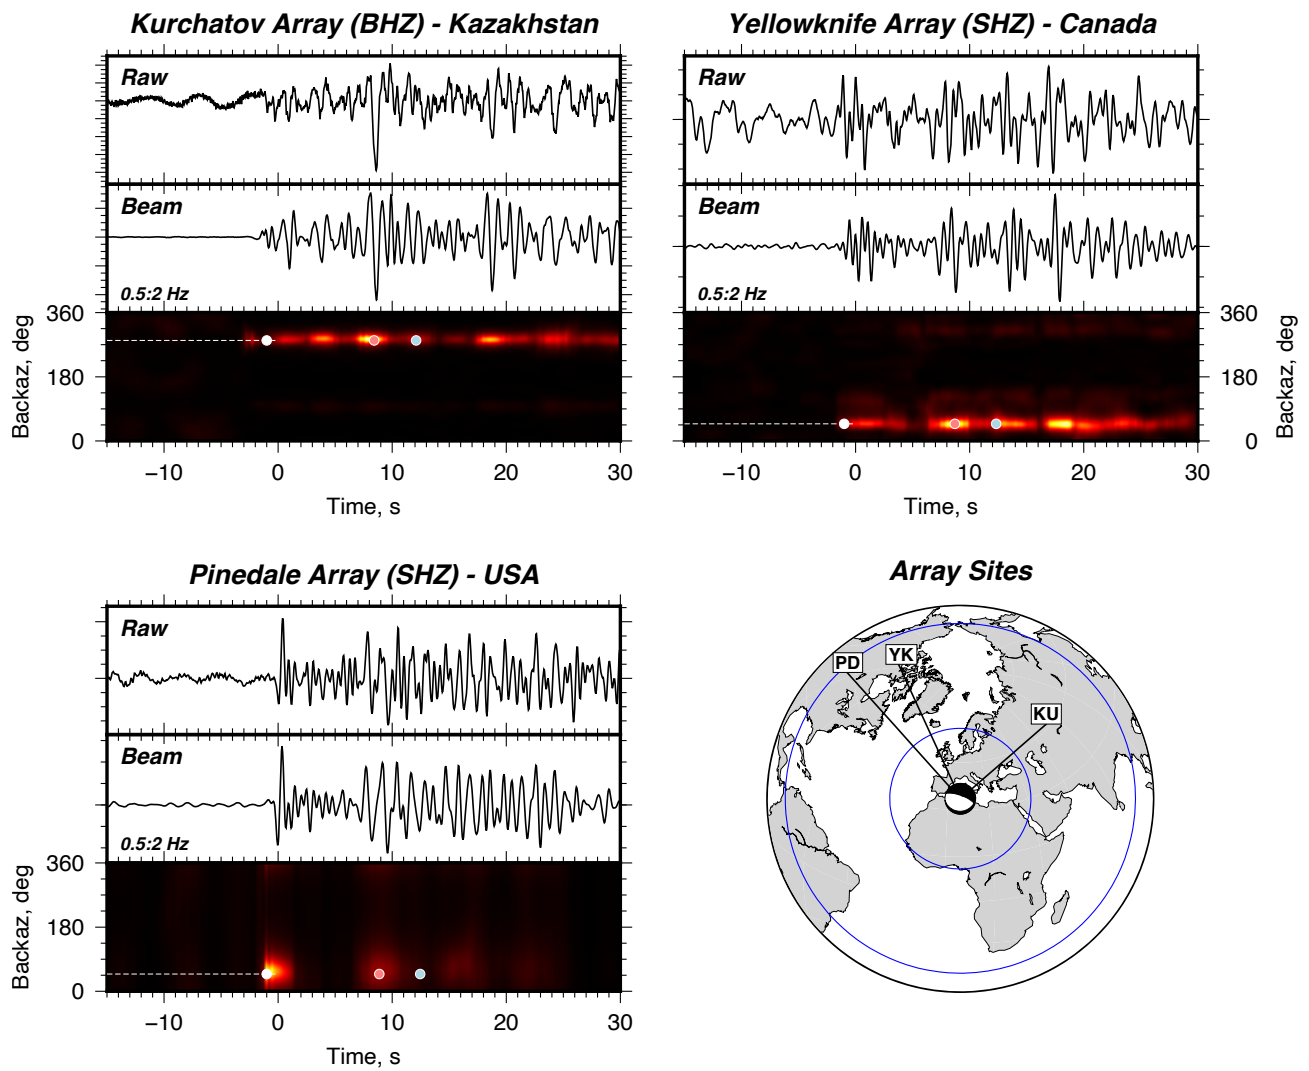 Kurchatov Array (BHZ) - Kazakhstan
Raw
Beam
0.5:2 Hz
360
180
0
Backaz, deg
−10 0 10 20 30
Time, s
Yellowknife Array (SHZ) - Canada
Raw
Beam
0.5:2 Hz
360
180
0
Backaz, deg
−10 0 10 20 30
Time, s
Pinedale Array (SHZ) - USA
Raw
Beam
0.5:2 Hz
360
180
0
Backaz, deg
−10 0 10 20 30
Time, s
Array Sites
PD
YK
KU